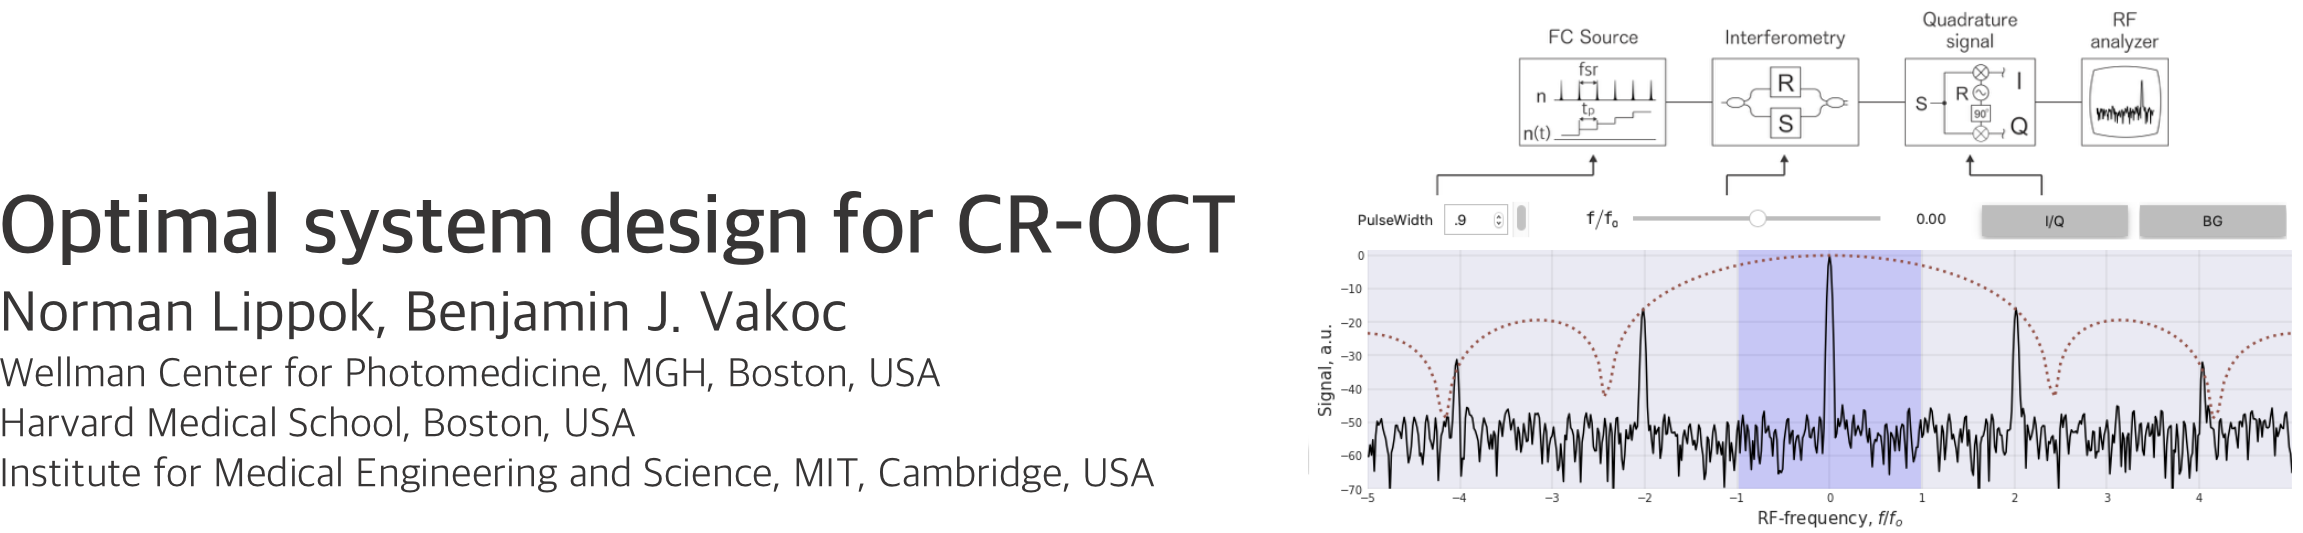 Optimal system design for CR-OCT
Norman Lippok, Benjamin J. Vakoc
Wellman Center for Photomedicine, MGH, Boston, USA
Harvard Medical School, Boston, USA
Institute for Medical Engineering and Science, MIT, Cambridge, USA
FC Source
Interferometry
Quadrature
signal
RF
analyzer
fsr
n
tp
n(t)
R
S
S
R
90°
I
Q
PulseWidth
.9
f/fo
0.00
I/Q
BG
Signal, a.u.
0
−10
−20
−30
−40
−50
−60
−70
−5 −4 −3 −2 −1 0 1 2 3 4
RF-frequency, f/fo